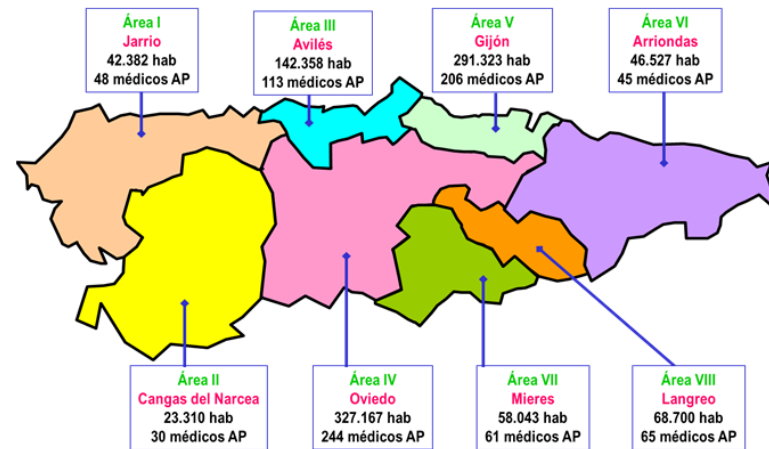 Área I
Jarrio
42.382 hab
48 médicos AP
Área III
Avilés
142.358 hab
113 médicos AP
Área V
Gijón
291.323 hab
206 médicos AP
Área VI
Arriondas
46.527 hab
45 médicos AP
Área II
Cangas del Narcea
23.310 hab
30 médicos AP
Área IV
Oviedo
327.167 hab
244 médicos AP
Área VII
Mieres
58.043 hab
61 médicos AP
Área VIII
Langreo
68.700 hab
65 médicos AP